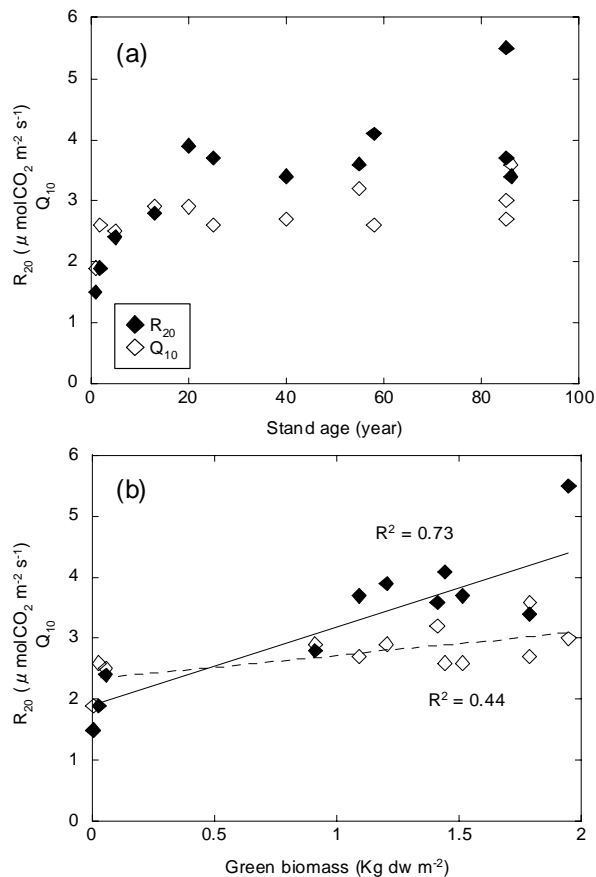 (a)
6
5
4
3
2
1
0
R₂₀ ( μ molCO₂ m⁻² s⁻¹)
Q₁₀
R₂₀
Q₁₀
0 20 40 60 80 100
Stand age (year)
(b)
6
5
4
3
2
1
0
R₂₀ ( μ molCO₂ m⁻² s⁻¹)
Q₁₀
R² = 0.73
R² = 0.44
0 0.5 1 1.5 2
Green biomass (Kg dw m⁻²)